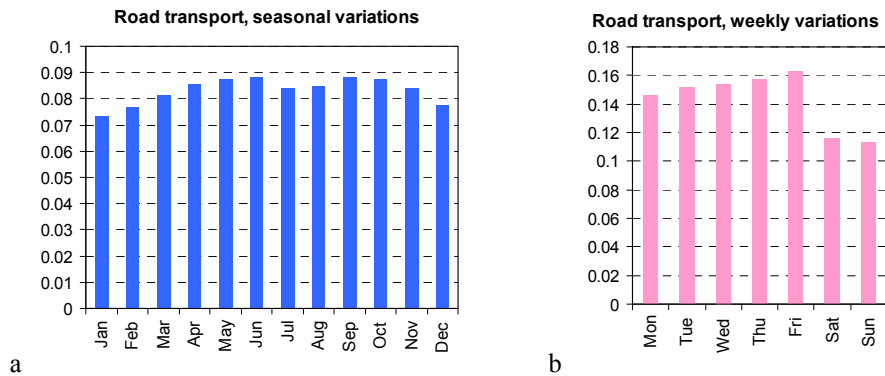 Road transport, seasonal variations
0.1
0.09
0.08
0.07
0.06
0.05
0.04
0.03
0.02
0.01
0
Jan
Feb
Mar
Apr
May
Jun
Jul
Aug
Sep
Oct
Nov
Dec
a
Road transport, weekly variations
0.18
0.16
0.14
0.12
0.1
0.08
0.06
0.04
0.02
0
Mon
Tue
Wed
Thu
Fri
Sat
Sun
b